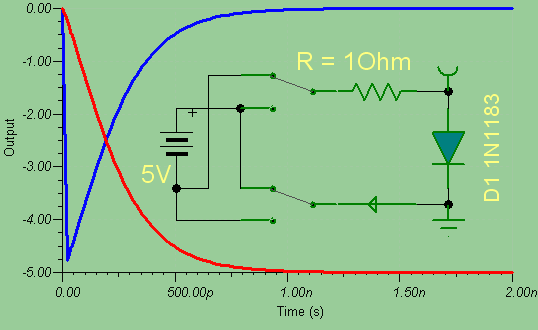 0.00
-1.00
R = 1Ohm
-2.00
+
Output
D1 1N1183
-3.00
5V
-4.00
-5.00
0.00 500.00p 1.00n 1.50n 2.00n
Time (s)